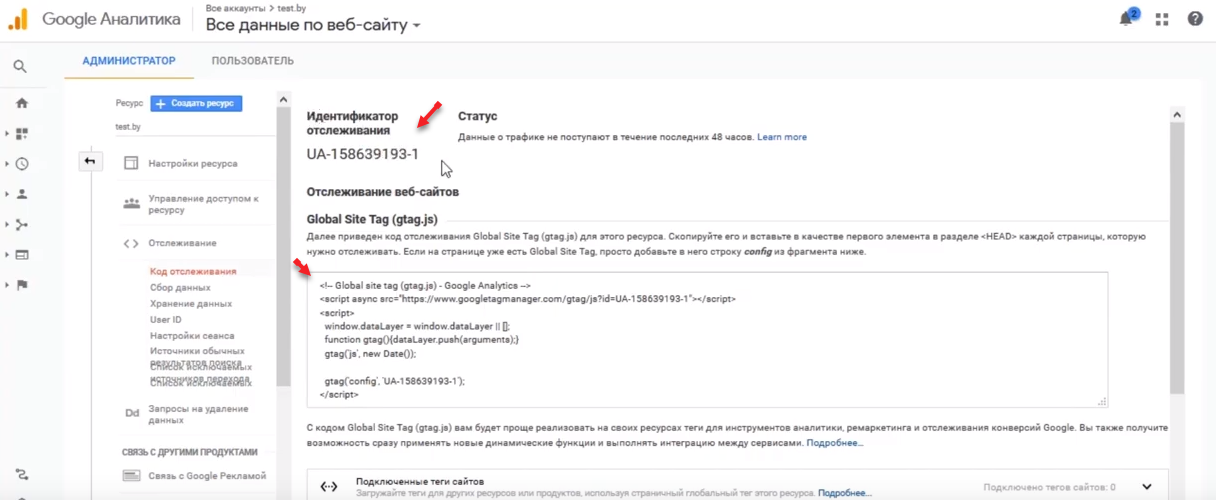 Google Аналитика
Все аккаунты > test.by
Все данные по веб-сайту
2
АДМИНИСТРАТОР
ПОЛЬЗОВАТЕЛЬ
Ресурс
Создать ресурс
test.by
Настройки ресурса
Управление доступом к
ресурсу
Отслеживание
Код отслеживания
Сбор данных
Хранение данных
User ID
Настройки сеанса
Источники обычных
результатов поиска
Список исключаемых
источников перехода
Список исключаемых
Dd
Запросы на удаление
данных
СВЯЗЬ С ДРУГИМИ ПРОДУКТАМИ
Связь с Google Рекламой
Идентификатор
отслеживания
UA-158639193-1
Статус
Данные о трафике не поступают в течение последних 48 часов. Learn more
Отслеживание веб-сайтов
Global Site Tag (gtag.js)
Далее приведен код отслеживания Global Site Tag (gtag.js) для этого ресурса. Скопируйте его и вставьте в качестве первого элемента в разделе <HEAD> каждой страницы, которую
нужно отслеживать. Если на странице уже есть Global Site Tag, просто добавьте в него строку config из фрагмента ниже.
<!-- Global site tag (gtag.js) - Google Analytics -->
<script async src="https://www.googletagmanager.com/gtag/js?id=UA-158639193-1"></script>
<script>
window.dataLayer = window.dataLayer || [];
function gtag(){dataLayer.push(arguments);}
gtag('js', new Date());
gtag('config', 'UA-158639193-1');
</script>
С кодом Global Site Tag (gtag.js) вам будет проще реализовать на своих ресурсах теги для инструментов аналитики, ремаркетинга и отслеживания конверсий Google. Вы также получите
возможность сразу применять новые динамические функции и выполнять интеграцию между сервисами. Подробнее...
Подключенные теги сайтов
Загружайте теги для других ресурсов или продуктов, используя страничный глобальный тег этого ресурса. Подробнее...
Подключено тегов сайтов: 0